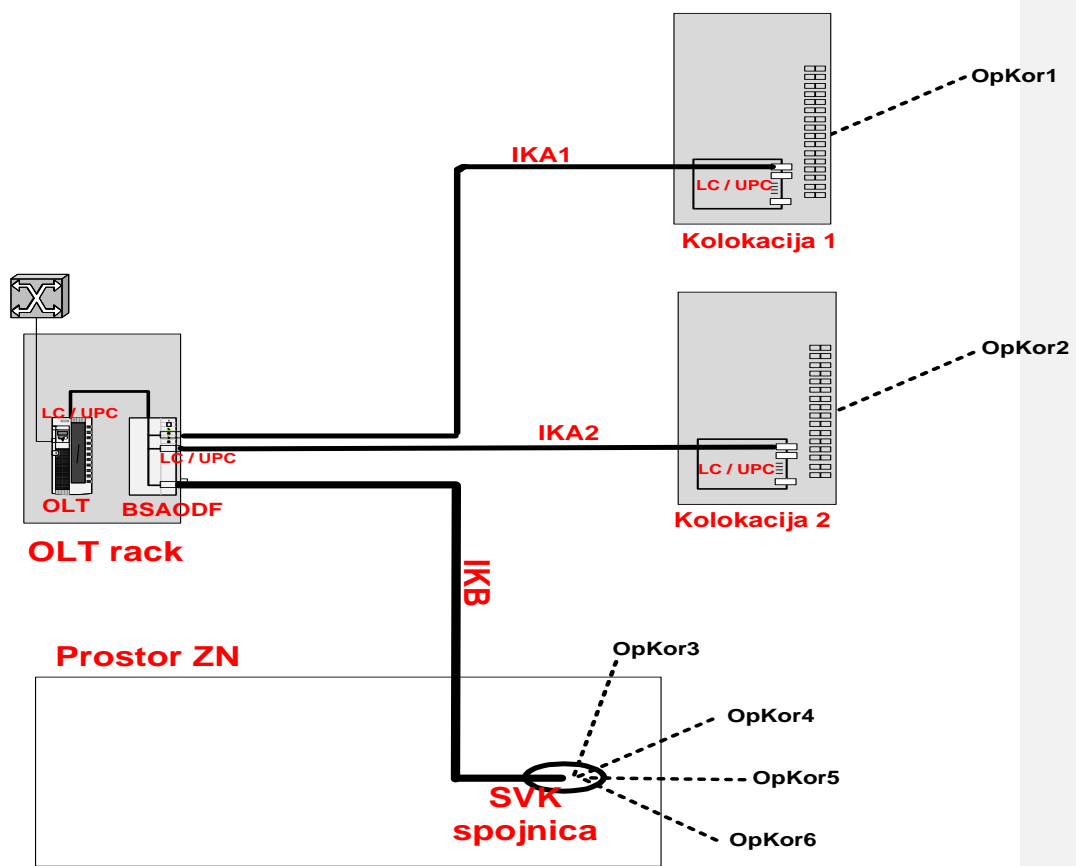 OpKor1
IKA1
LC / UPC
Kolokacija 1
OpKor2
LC / UPC
IKA2
LC / UPC
LC / UPC
OLT
BSAODF
Kolokacija 2
OLT rack
IKB
Prostor ZN
OpKor3
OpKor4
OpKor5
SVK
spojnica
OpKor6